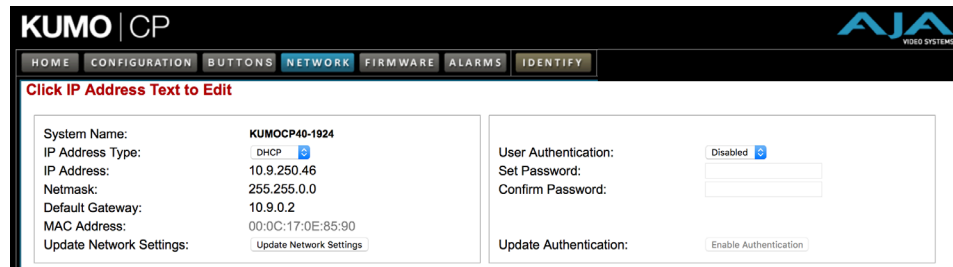 KUMO | CP
AJA
VIDEO SYSTEMS
HOME CONFIGURATION BUTTONS NETWORK FIRMWARE ALARMS IDENTIFY
Click IP Address Text to Edit
System Name: KUMOCP40-1924
IP Address Type: DHCP
IP Address: 10.9.250.46
Netmask: 255.255.0.0
Default Gateway: 10.9.0.2
MAC Address: 00:0C:17:0E:85:90
Update Network Settings: Update Network Settings
User Authentication: Disabled
Set Password:
Confirm Password:
Update Authentication: Enable Authentication